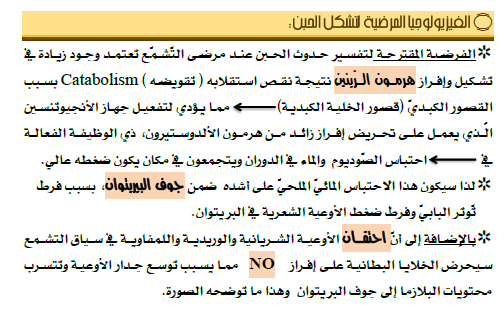 الفيزيولوجيا المرضية لتشكل الحبن:
الفرضية المقترحة لتفسير حدوث الحبن عند مرضى التّشمّع تعتمد وجود زيادة في
تشكيل وإفراز هرمون الرّينين نتيجة نقص استقلابه ( تقويضه Catabolism ) بسبب
القصور الكبديّ (قصور الخلية الكبدية) ← مما يؤدي لتفعيل جهاز الأنجيوتنسين
الّذي يعمل على تحريض إفراز زائد من هرمون الألدوستيرون، ذي الوظيفة الفعالة
في ← احتباس الصّوديوم والماء في الدوران ويتجمعون في مكان يكون ضغطه عالي.
لذا سيكون هذا الاحتباس المائيّ الملحيّ على أشده ضمن جوف البريتوان، بسبب فرط
توتر البابيّ وفرط ضغط الأوعية الشعرية في البريتوان.
بالإضافة إلى أنّ احتقان الأوعية الشريانية والوريدية واللمفاوية في سياق التشمع
سيحرض الخلايا البطانية على إفراز NO مما يسبب توسع جدار الأوعية وتتسرب
محتويات البلازما إلى جوف البريتوان وهذا ما توضحه الصورة.